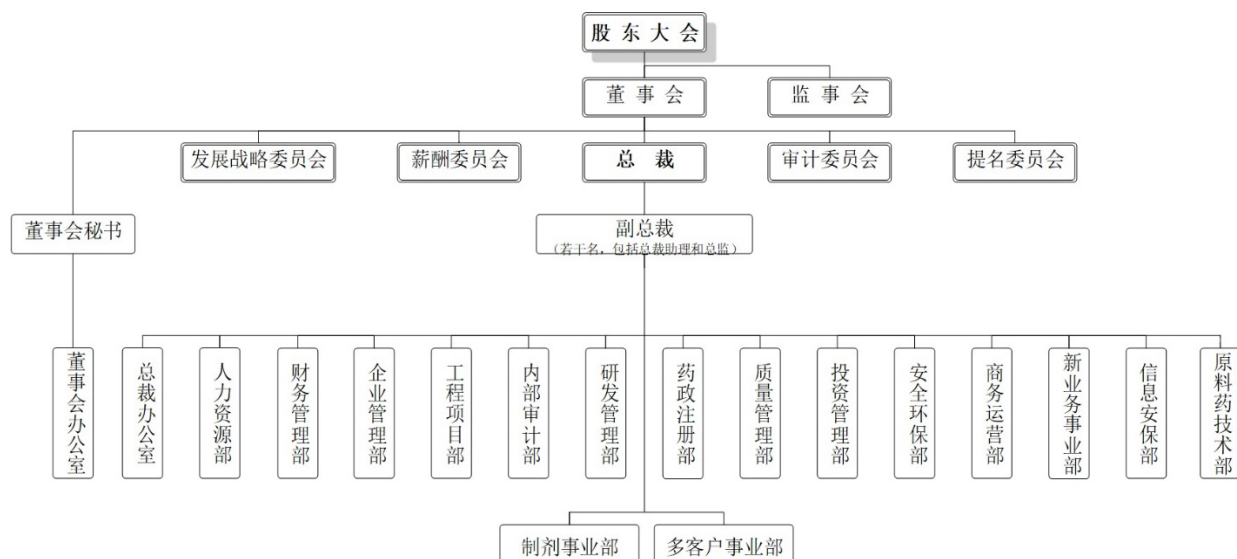 股东大会
董事会
监事会
发展战略委员会
薪酬委员会
总裁
审计委员会
提名委员会
董事会秘书
副总裁
（若干名，包括总裁助理和总监）
董事会办公室
总裁办公室
人力资源部
财务管理部
企业管理部
工程项目部
内部审计部
研发管理部
药政注册部
质量管理部
投资管理部
安全环保部
商务运营部
新业务事业部
信息安保部
原料药技术部
制剂事业部
多客户事业部